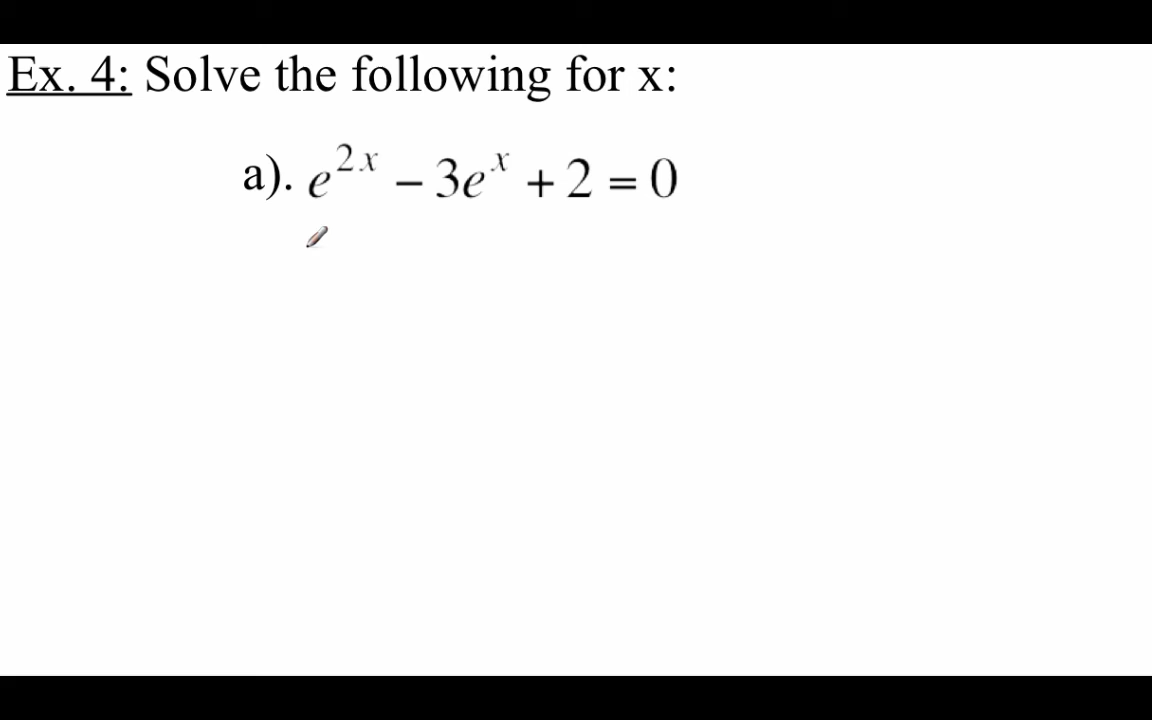 Ex. 4: Solve the following for x:
a). e^{2x} − 3e^{x} + 2 = 0